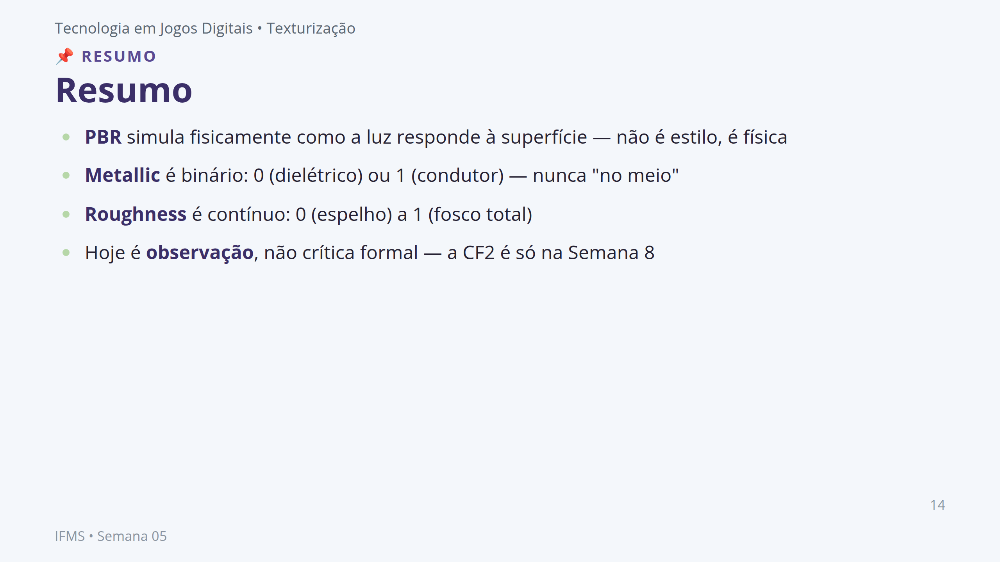 Tecnologia em Jogos Digitais • Texturização
📌 RESUMO
Resumo
• PBR simula fisicamente como a luz responde à superfície — não é estilo, é física
• Metallic é binário: 0 (dielétrico) ou 1 (condutor) — nunca "no meio"
• Roughness é contínuo: 0 (espelho) a 1 (fosco total)
• Hoje é observação, não crítica formal — a CF2 é só na Semana 8
14
IFMS • Semana 05